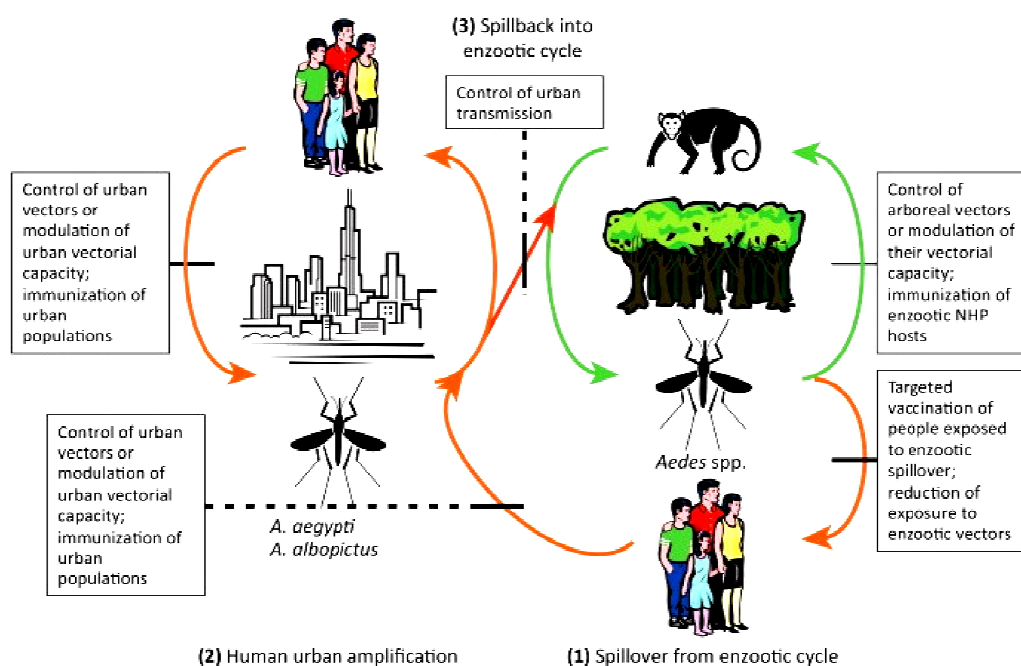 (3) Spillback into
enzootic cycle
Control of urban
transmission
Control of urban
vectors or
modulation of
urban vectorial
capacity;
immunization of
urban
populations
Control of
arboreal vectors
or modulation of
their vectorial
capacity;
immunization of
enzootic NHP
hosts
Control of urban
vectors or
modulation of
urban vectorial
capacity;
immunization of
urban
populations
A. aegypti
A. albopictus
Aedes spp.
Targeted
vaccination of
people exposed
to enzootic
spillover;
reduction of
exposure to
enzootic vectors
(2) Human urban amplification
(1) Spillover from enzootic cycle